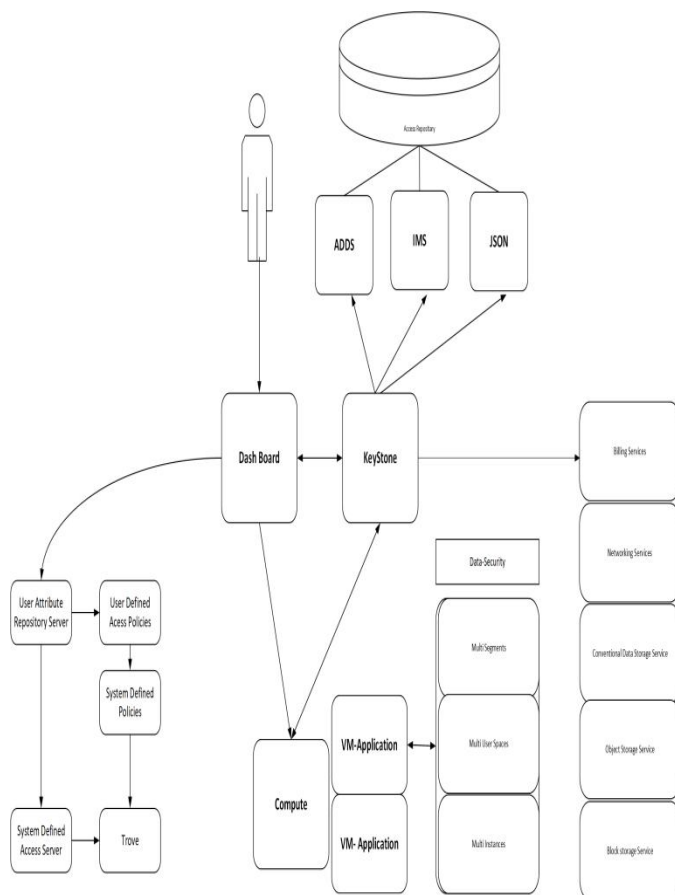 Access Repository
ADDS
IMS
JSON
Dash Board
KeyStone
Billing Services
Data-Security
Networking Services
User Attribute
Repository Server
User Defined
Acess Policies
System Defined
Policies
Multi Segments
Conventional Data Storage Service
VM-Application
Multi User Spaces
Object Storage Service
Compute
System Defined
Access Server
Trove
VM- Application
Multi Instances
Block storage Service